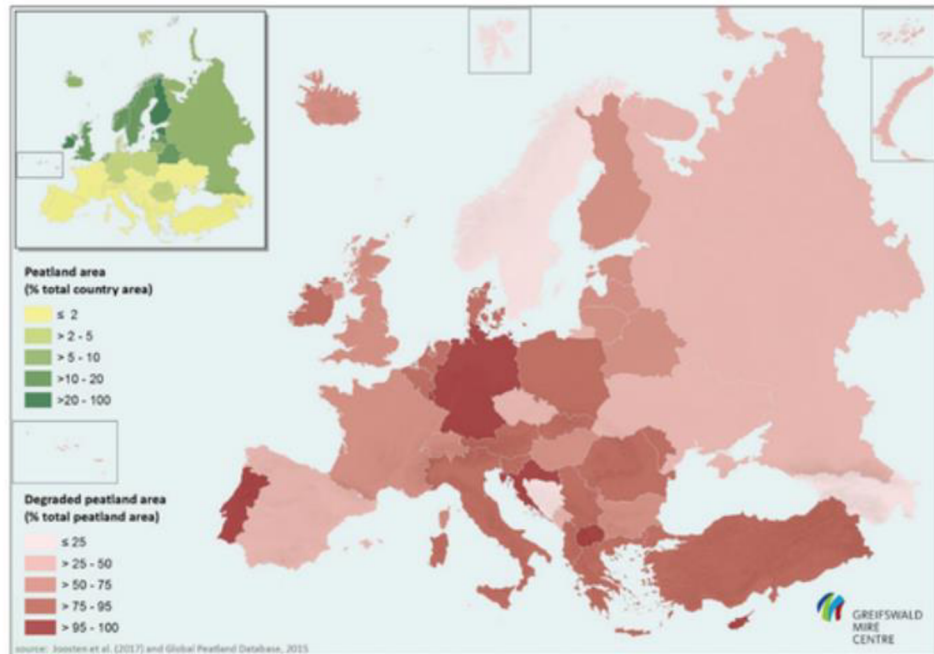 Peatland area
(% total country area)
≤ 2
> 2 - 5
> 5 - 10
>10 - 20
>20 - 100
Degraded peatland area
(% total peatland area)
≤ 25
> 25 - 50
> 50 - 75
> 75 - 95
> 95 - 100
GREIFSWALD
MIRE
CENTRE
source: Joosten et al. (2017) and Global Peatland Database, 2015